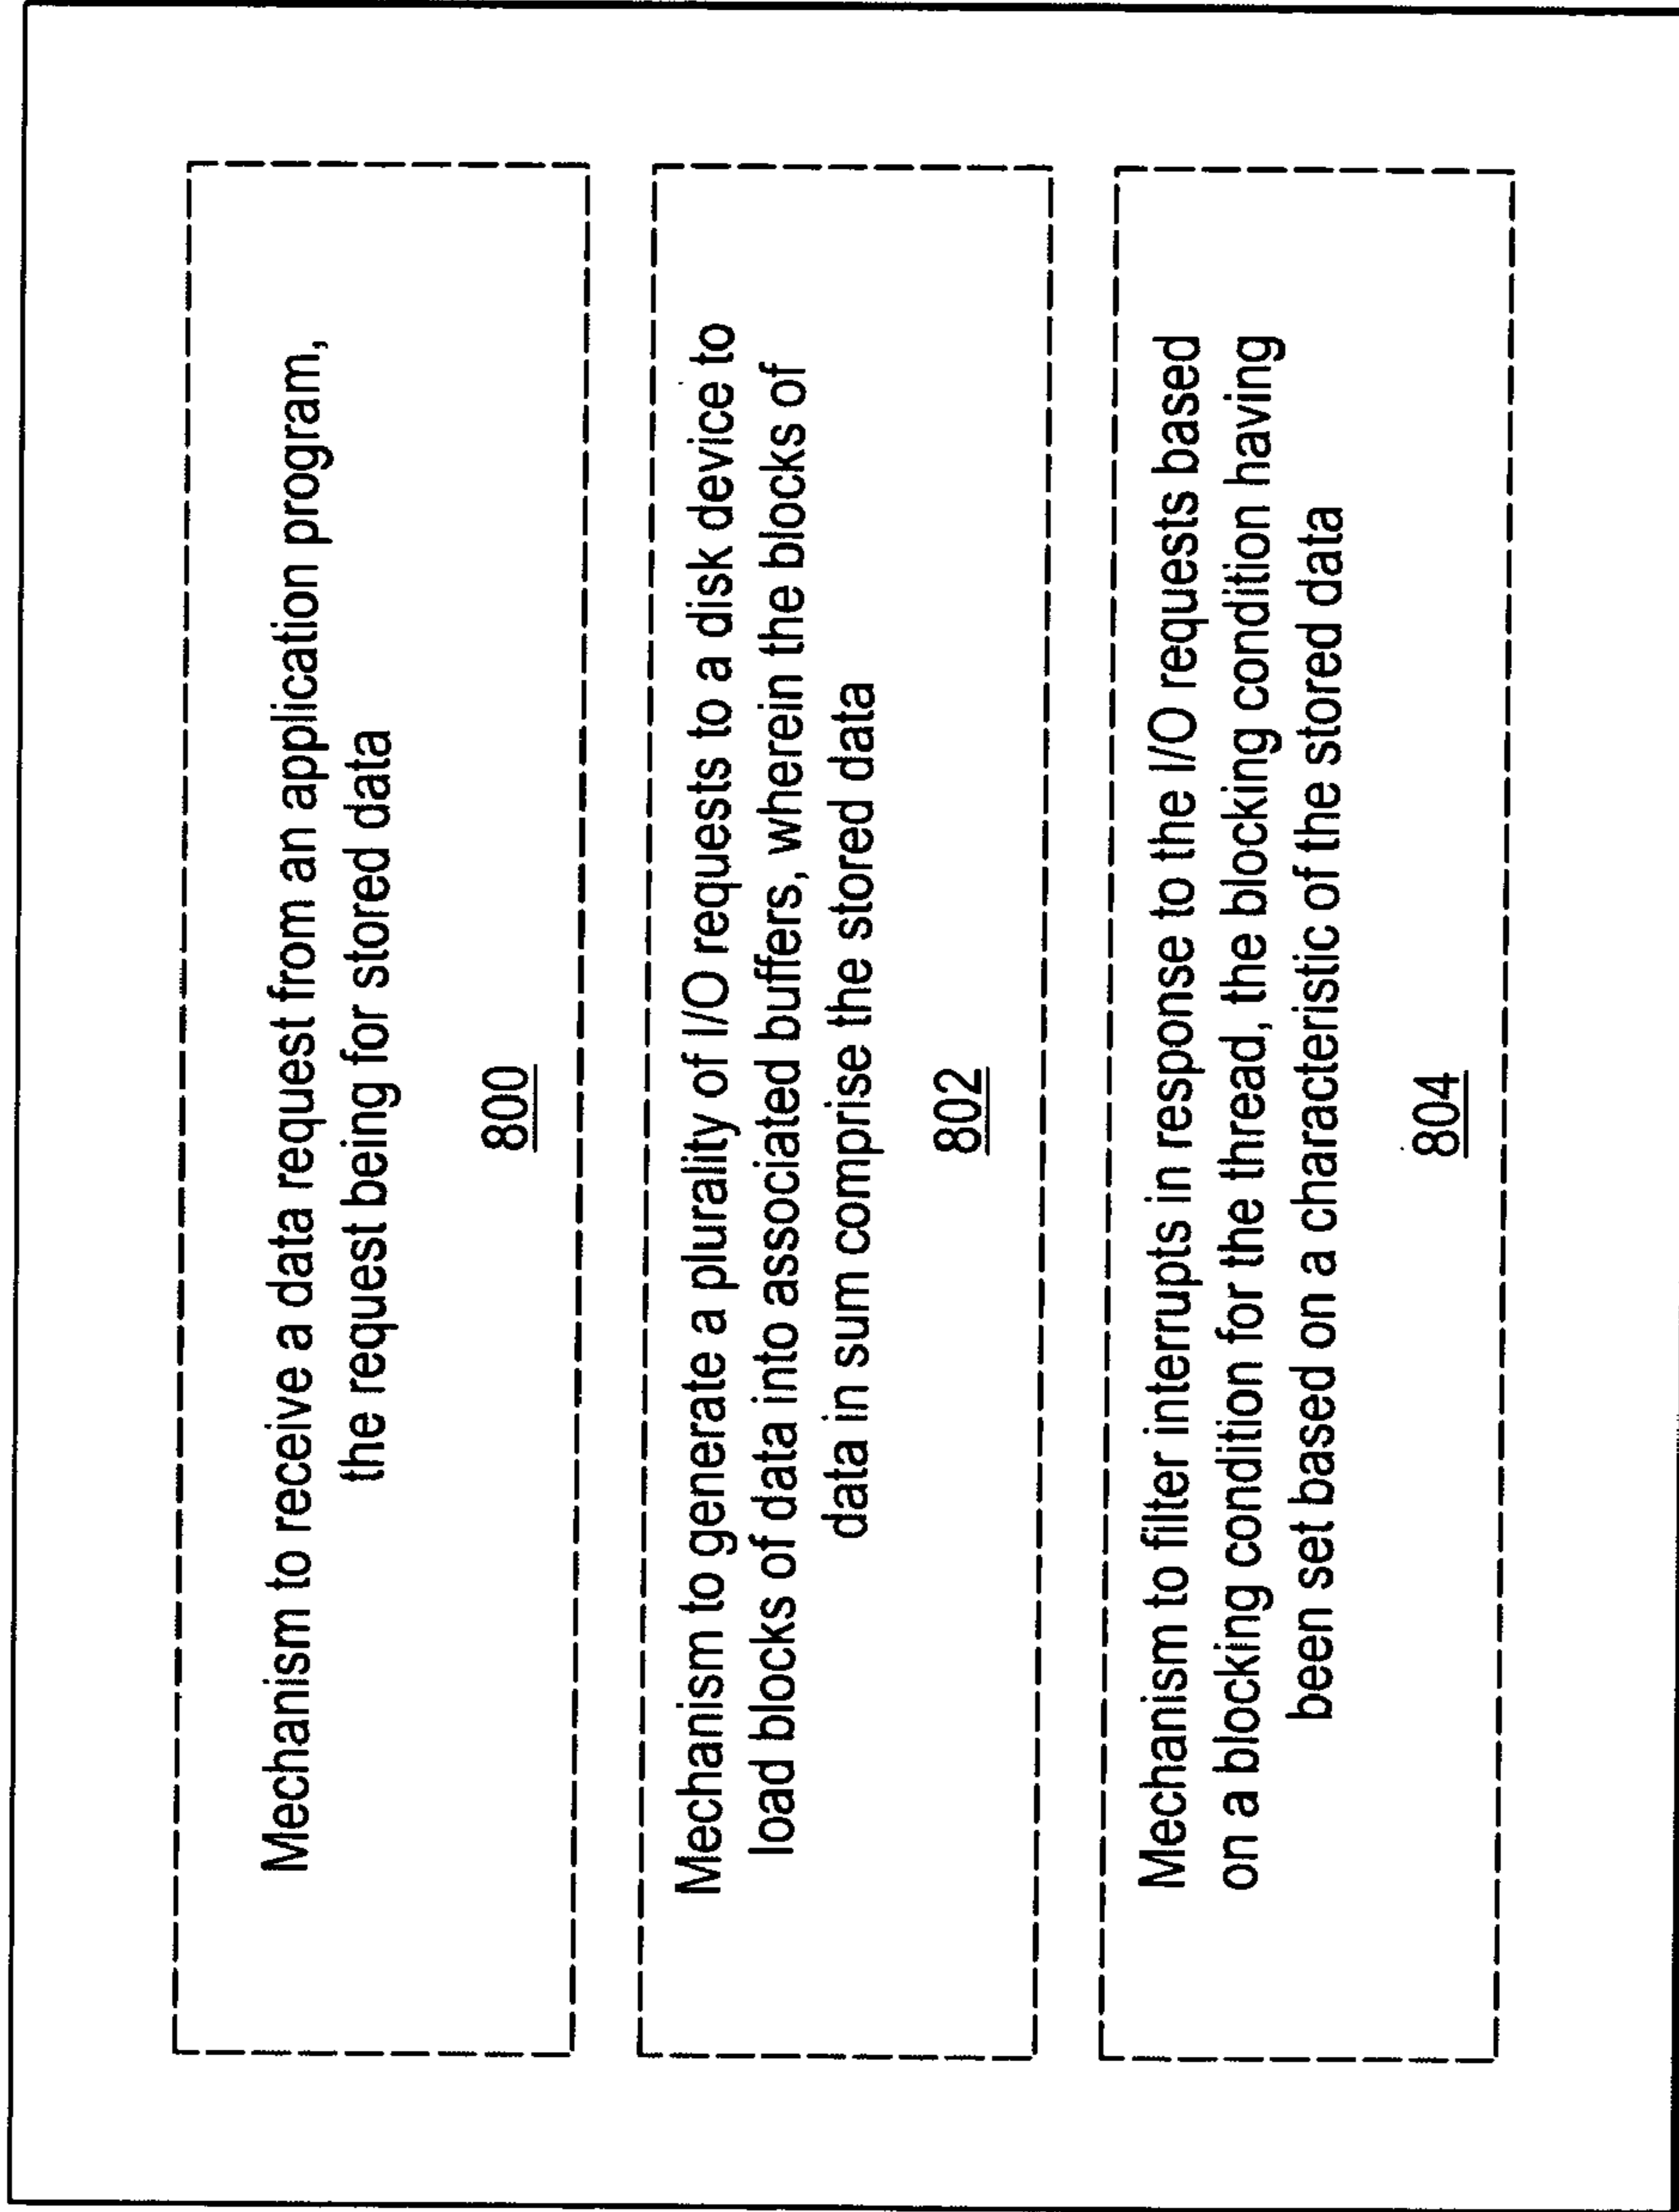 Mechanism to receive a data request from an application program,
the request being for stored data
800
Mechanism to generate a plurality of I/O requests to a disk device to
load blocks of data into associated buffers, wherein the blocks of
data in sum comprise the stored data
802
Mechanism to filter interrupts in response to the I/O requests based
on a blocking condition for the thread, the blocking condition having
been set based on a characteristic of the stored data
804